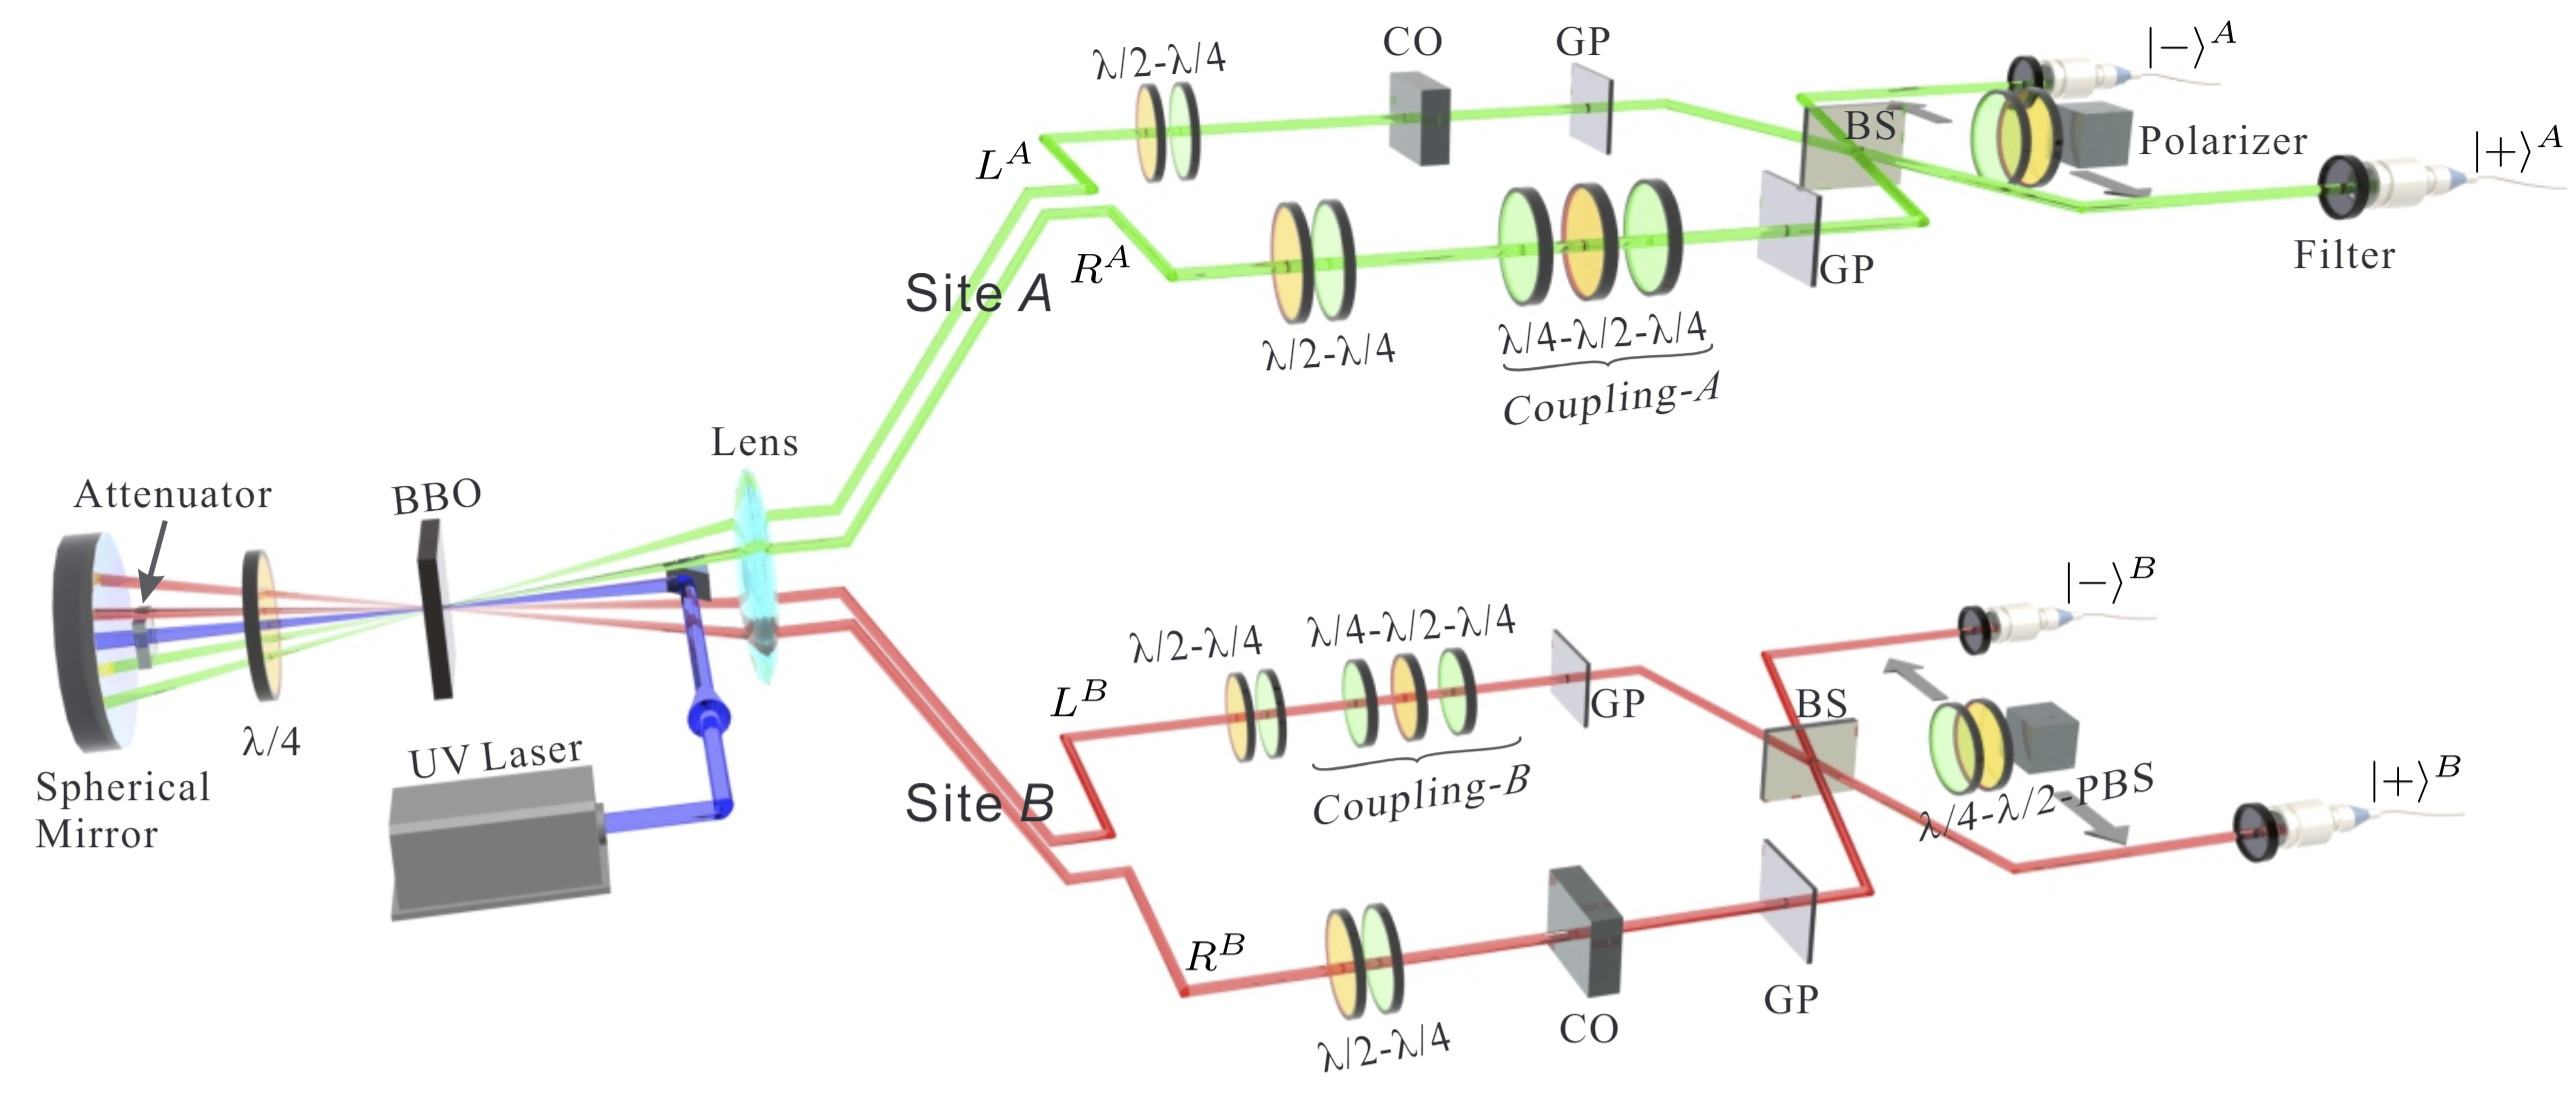 λ/2-λ/4
CO
GP
|−⟩^A
L^A
BS
Polarizer
|+⟩^A
Site A
R^A
GP
Filter
λ/2-λ/4
λ/4-λ/2-λ/4
Coupling-A
Lens
Attenuator
BBO
λ/4
UV Laser
Spherical
Mirror
|−⟩^B
λ/2-λ/4
λ/4-λ/2-λ/4
L^B
GP
BS
Coupling-B
Site B
λ/4-λ/2-PBS
|+⟩^B
R^B
GP
CO
λ/2-λ/4